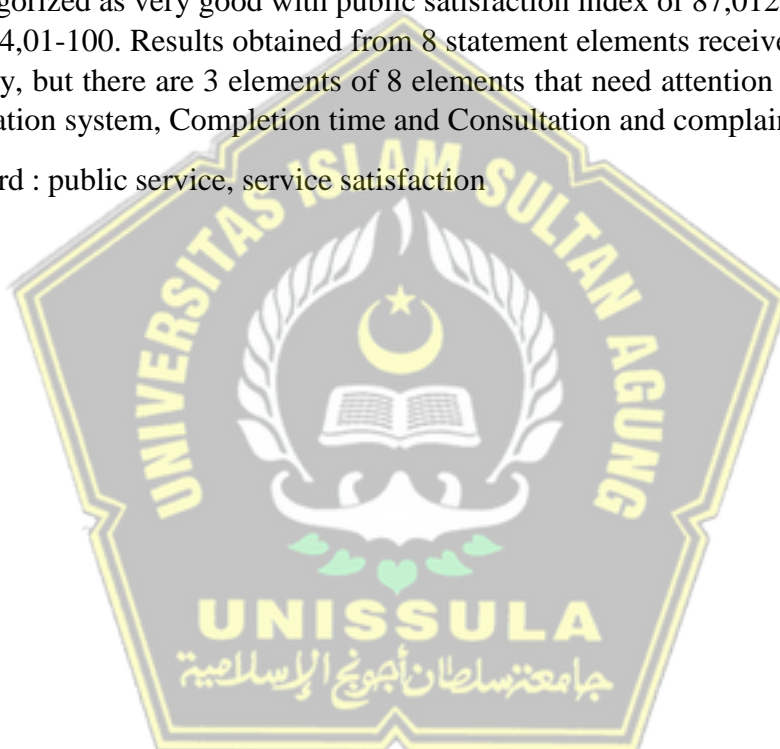 gorized as very good with public satisfaction index of 87,012
4,01-100. Results obtained from 8 statement elements receive
y, but there are 3 elements of 8 elements that need attention
ation system, Completion time and Consultation and complain
rd : public service, service satisfaction
UNIVERSITAS ISLAM SULTAN AGUNG
UNISSULA
جامعتسلطان أجونج الإسلامية